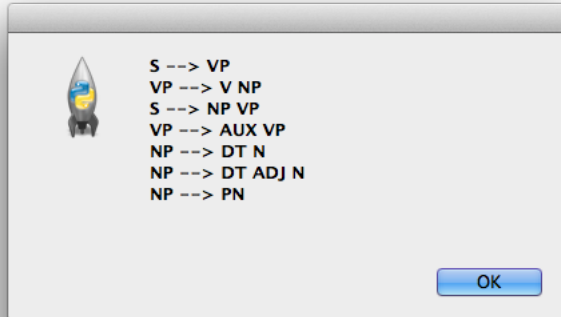 S --> VP
VP --> V NP
S --> NP VP
VP --> AUX VP
NP --> DT N
NP --> DT ADJ N
NP --> PN
OK